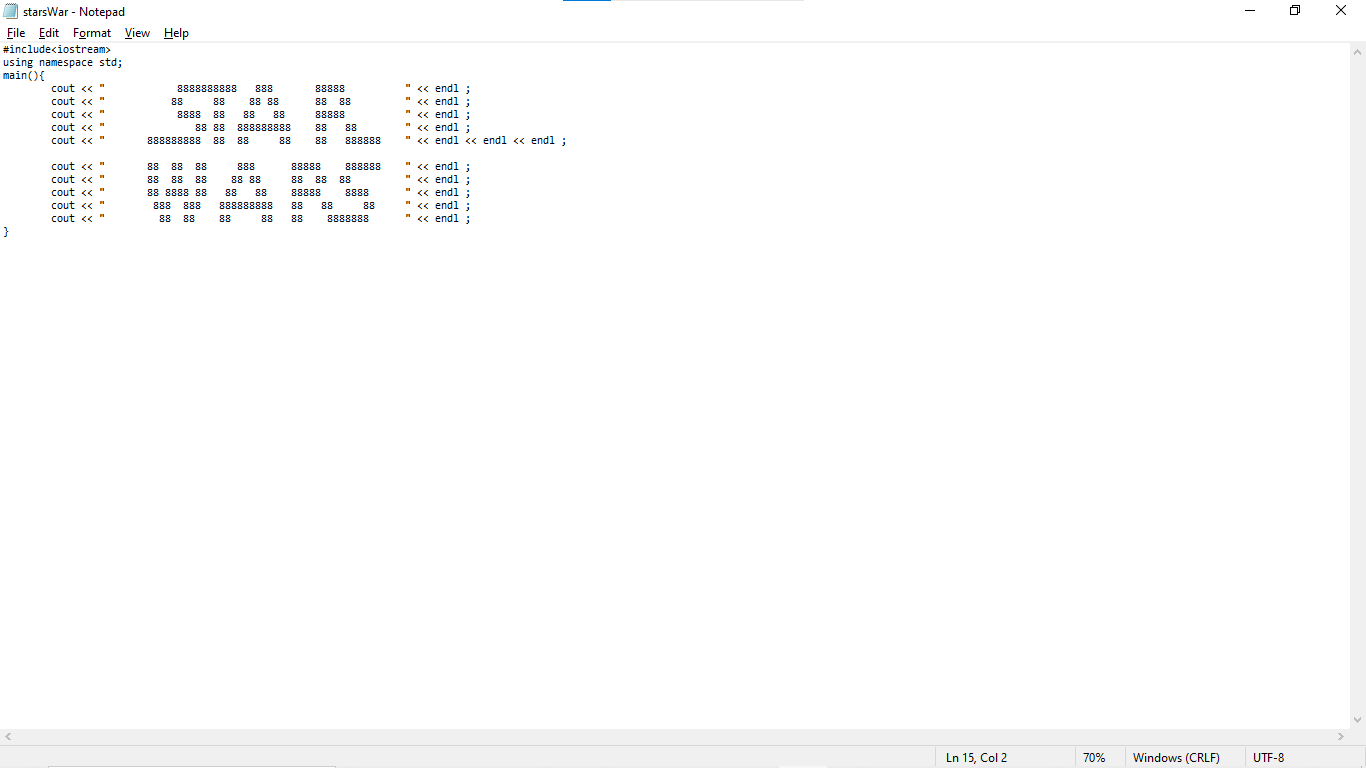 starsWar - Notepad
File Edit Format View Help
#include<iostream>
using namespace std;
main(){
        cout << "            8888888888   888       88888          " << endl ;
        cout << "           88     88    88 88      88  88         " << endl ;
        cout << "            8888  88   88   88     88888          " << endl ;
        cout << "               88 88  888888888    88   88        " << endl ;
        cout << "       888888888  88  88     88    88   888888    " << endl << endl << endl ;

        cout << "       88  88  88     888      88888    888888    " << endl ;
        cout << "       88  88  88    88 88     88  88  88         " << endl ;
        cout << "       88 8888 88   88   88    88888    8888      " << endl ;
        cout << "        888  888   888888888   88   88     88     " << endl ;
        cout << "         88  88    88     88   88    8888888      " << endl ;
}
Ln 15, Col 2 70% Windows (CRLF) UTF-8